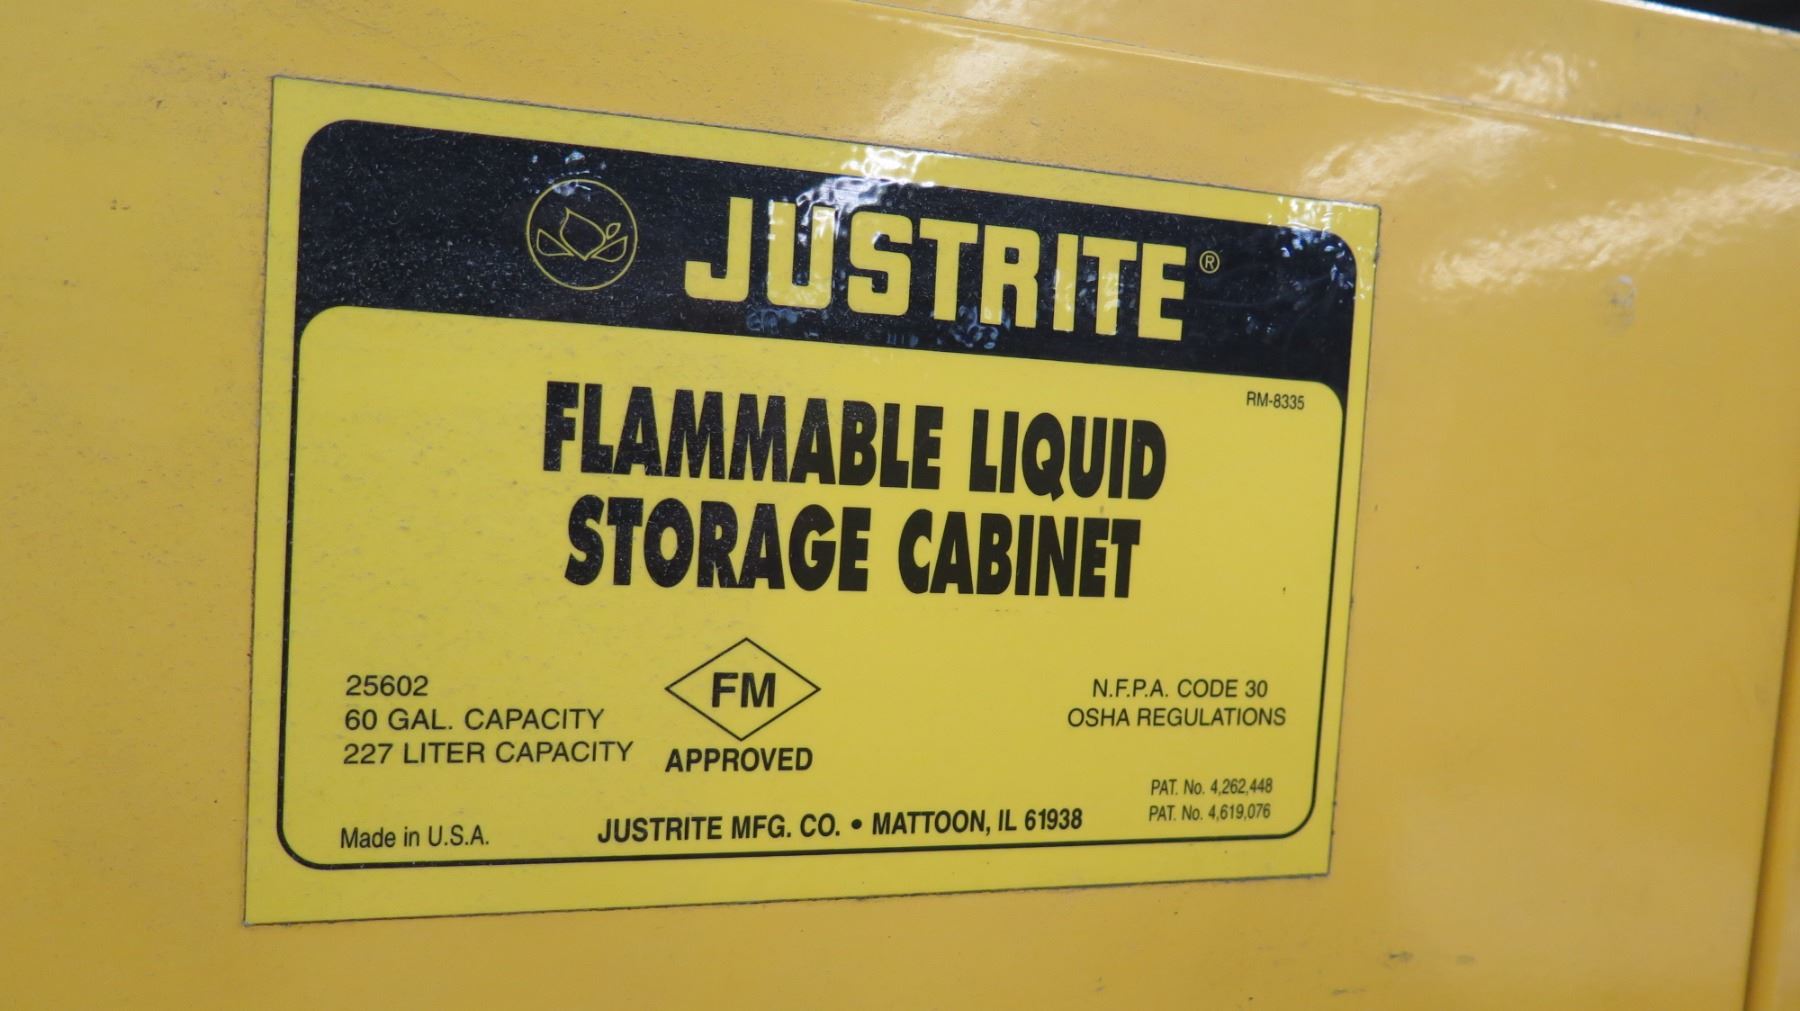 JUSTRITE®
RM-8335
FLAMMABLE LIQUID
STORAGE CABINET
25602
60 GAL. CAPACITY
227 LITER CAPACITY
FM
APPROVED
N.F.P.A. CODE 30
OSHA REGULATIONS
PAT. No. 4,262,448
PAT. No. 4,619,076
Made in U.S.A.
JUSTRITE MFG. CO. • MATTOON, IL 61938